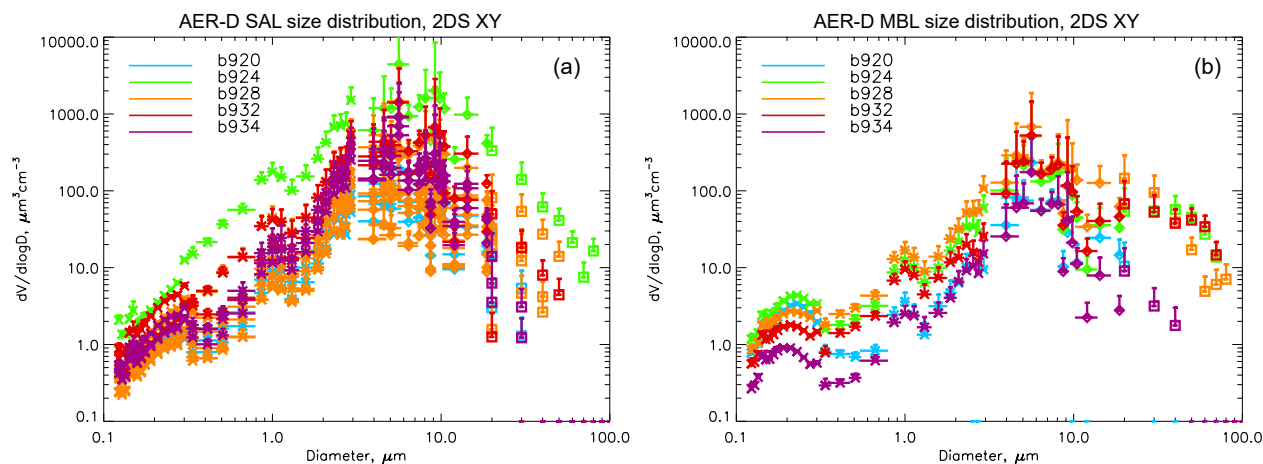 AER-D SAL size distribution, 2DS XY
10000.0
1000.0
100.0
10.0
1.0
0.1
dV/dlogD, μm³cm⁻³
b920
b924
b928
b932
b934
(a)
0.1 1.0 10.0 100.0
Diameter, μm
AER-D MBL size distribution, 2DS XY
10000.0
1000.0
100.0
10.0
1.0
0.1
dV/dlogD, μm³cm⁻³
b920
b924
b928
b932
b934
(b)
0.1 1.0 10.0 100.0
Diameter, μm